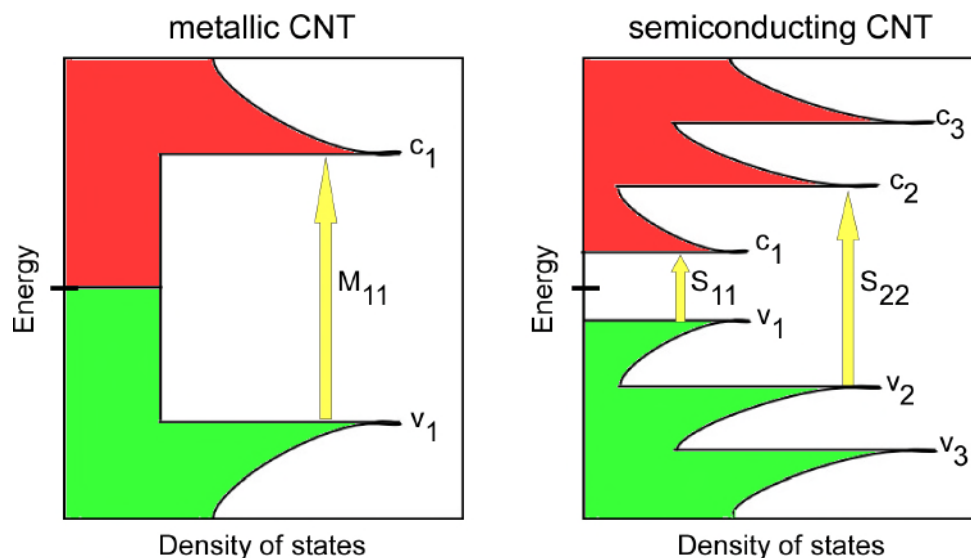 metallic CNT
semiconducting CNT
Energy
c1
M11
v1
Density of states
Energy
c3
c2
c1
S11
S22
v1
v2
v3
Density of states